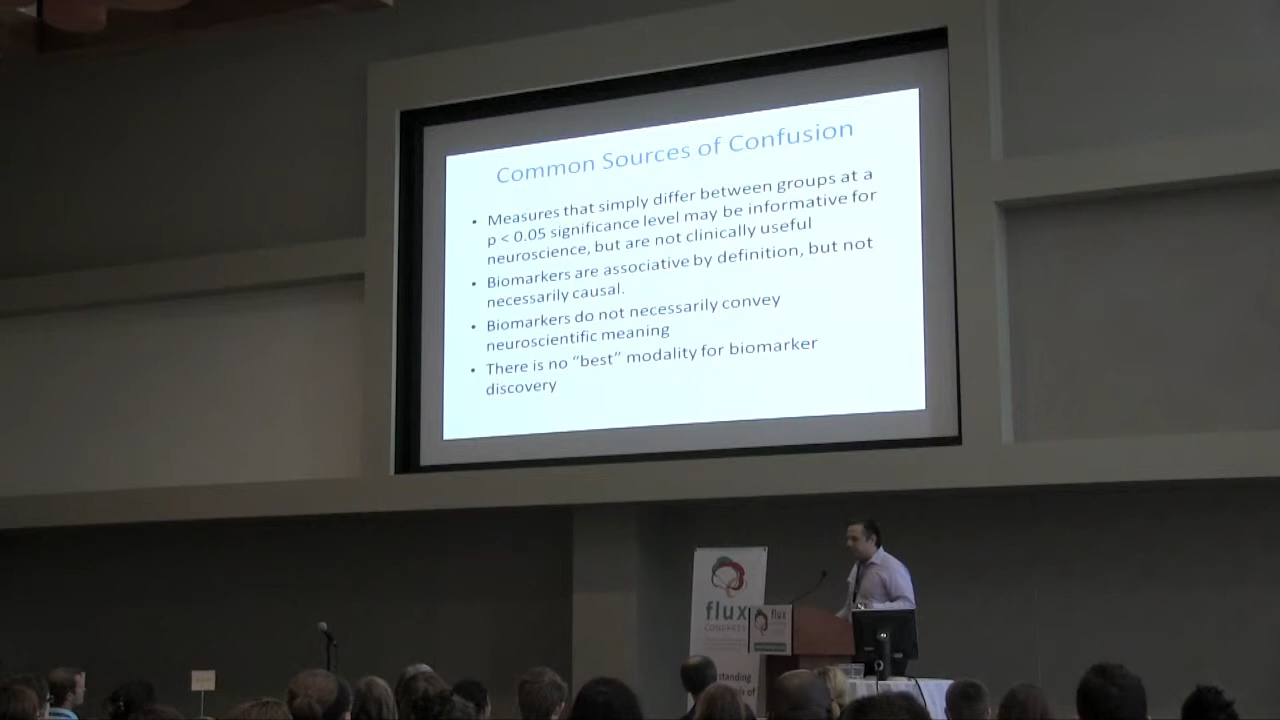 Common Sources of Confusion
• Measures that simply differ between groups at a
p < 0.05 significance level may be informative for
neuroscience, but are not clinically useful
• Biomarkers are associative by definition, but not
necessarily causal.
• Biomarkers do not necessarily convey
neuroscientific meaning
• There is no “best” modality for biomarker
discovery
flux
CONGRESS
flux